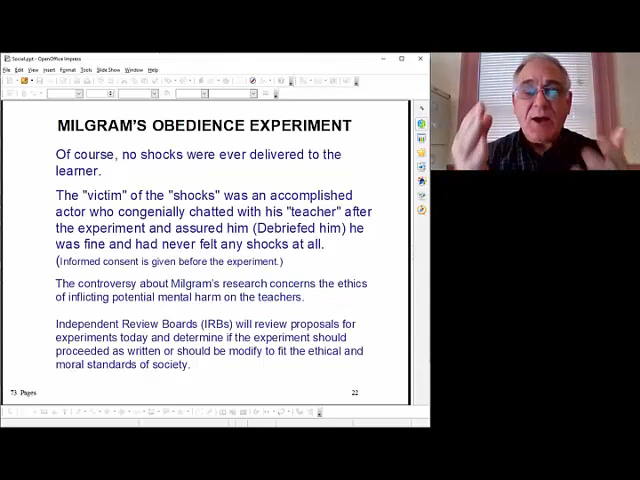 Social.ppt - OpenOffice Impress
File Edit View Insert Format Tools Slide Show Window Help
MILGRAM'S OBEDIENCE EXPERIMENT
Of course, no shocks were ever delivered to the
learner.
The "victim" of the "shocks" was an accomplished
actor who congenially chatted with his "teacher" after
the experiment and assured him (Debriefed him) he
was fine and had never felt any shocks at all.
(Informed consent is given before the experiment.)
The controversy about Milgram's research concerns the ethics
of inflicting potential mental harm on the teachers.
Independent Review Boards (IRBs) will review proposals for
experiments today and determine if the experiment should
proceeded as written or should be modify to fit the ethical and
moral standards of society.
73 Pages
22